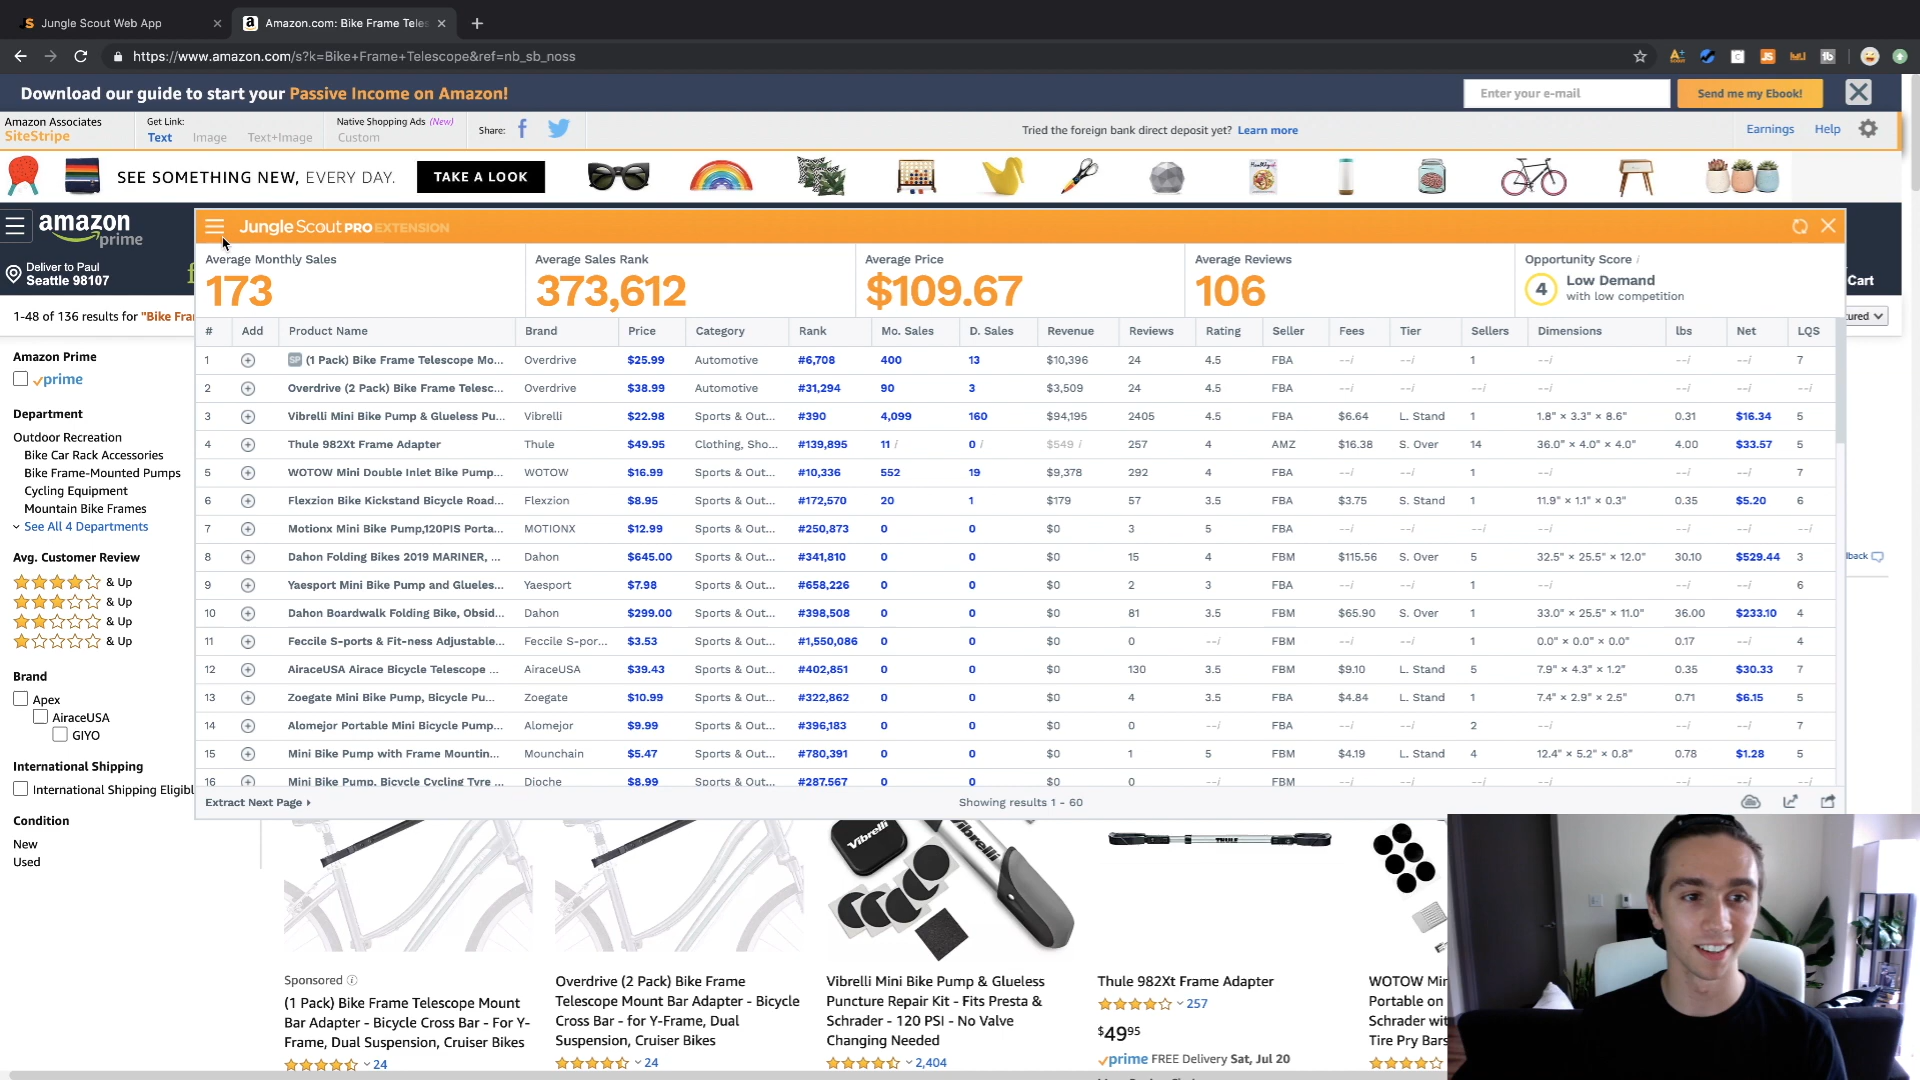 Jungle Scout Web App
Amazon.com: Bike Frame Teles
https://www.amazon.com/s?k=Bike+Frame+Telescope&ref=nb_sb_noss
Download our guide to start your Passive Income on Amazon!
Enter your e-mail
Send me my Ebook!
Amazon Associates
SiteStripe
Get Link:
Text Image Text+Image
Native Shopping Ads (New)
Custom
Share:
Tried the foreign bank direct deposit yet? Learn more
Earnings Help
SEE SOMETHING NEW, EVERY DAY.
TAKE A LOOK
amazon
prime
Deliver to Paul
Seattle 98107
Cart
1-48 of 136 results for "Bike Fra
ured
Jungle Scout PRO EXTENSION
Average Monthly Sales
173
Average Sales Rank
373,612
Average Price
$109.67
Average Reviews
106
Opportunity Score i
4
Low Demand
with low competition
# Add Product Name Brand Price Category Rank Mo. Sales D. Sales Revenue Reviews Rating Seller Fees Tier Sellers Dimensions lbs Net LQS
1 SP (1 Pack) Bike Frame Telescope Mo... Overdrive $25.99 Automotive #6,708 400 13 $10,396 24 4.5 FBA --i --i 1 --i --i --i 7
2 Overdrive (2 Pack) Bike Frame Telesc... Overdrive $38.99 Automotive #31,294 90 3 $3,509 24 4.5 FBA --i --i --i --i --i --i --i
3 Vibrelli Mini Bike Pump & Glueless Pu... Vibrelli $22.98 Sports & Out... #390 4,099 160 $94,195 2405 4.5 FBA $6.64 L. Stand 1 1.8" × 3.3" × 8.6" 0.31 $16.34 5
4 Thule 982Xt Frame Adapter Thule $49.95 Clothing, Sho... #139,895 11 i 0 i $549 i 257 4 AMZ $16.38 S. Over 14 36.0" × 4.0" × 4.0" 4.00 $33.57 5
5 WOTOW Mini Double Inlet Bike Pump... WOTOW $16.99 Sports & Out... #10,336 552 19 $9,378 292 4 FBA --i --i 1 --i --i --i 7
6 Flexzion Bike Kickstand Bicycle Road... Flexzion $8.95 Sports & Out... #172,570 20 1 $179 57 3.5 FBA $3.75 S. Stand 1 11.9" × 1.1" × 0.3" 0.35 $5.20 6
7 Motionx Mini Bike Pump,120PIS Porta... MOTIONX $12.99 Sports & Out... #250,873 0 0 $0 3 5 FBA --i --i --i --i --i --i --i
8 Dahon Folding Bikes 2019 MARINER, ... Dahon $645.00 Sports & Out... #341,810 0 0 $0 15 4 FBM $115.56 S. Over 5 32.5" × 25.5" × 12.0" 30.10 $529.44 3
9 Yaesport Mini Bike Pump and Glueles... Yaesport $7.98 Sports & Out... #658,226 0 0 $0 2 3 FBA --i --i 1 --i --i --i 6
10 Dahon Boardwalk Folding Bike, Obsid... Dahon $299.00 Sports & Out... #398,508 0 0 $0 81 3.5 FBM $65.90 S. Over 1 33.0" × 25.5" × 11.0" 36.00 $233.10 4
11 Feccile S-ports & Fit-ness Adjustable... Feccile S-por... $3.53 Sports & Out... #1,550,086 0 0 $0 0 --i FBM --i --i 1 0.0" × 0.0" × 0.0" 0.17 --i 4
12 AiraceUSA Airace Bicycle Telescope ... AiraceUSA $39.43 Sports & Out... #402,851 0 0 $0 130 3.5 FBM $9.10 L. Stand 5 7.9" × 4.3" × 1.2" 0.35 $30.33 7
13 Zoegate Mini Bike Pump, Bicycle Pu... Zoegate $10.99 Sports & Out... #322,862 0 0 $0 4 3.5 FBA $4.84 L. Stand 1 7.4" × 2.9" × 2.5" 0.71 $6.15 5
14 Alomejor Portable Mini Bicycle Pump... Alomejor $9.99 Sports & Out... #396,183 0 0 $0 0 --i FBA --i --i 2 --i --i --i 7
15 Mini Bike Pump with Frame Mountin... Mounchain $5.47 Sports & Out... #780,391 0 0 $0 1 5 FBM $4.19 L. Stand 4 12.4" × 5.2" × 0.8" 0.78 $1.28 5
16 Mini Bike Pump, Bicycle Cycling Tyre ... Dioche $8.99 Sports & Out... #287,567 0 0 $0 0 --i FBM --i --i --i --i --i --i --i
Extract Next Page
Showing results 1 - 60
Amazon Prime
prime
Department
Outdoor Recreation
Bike Car Rack Accessories
Bike Frame-Mounted Pumps
Cycling Equipment
Mountain Bike Frames
See All 4 Departments
Avg. Customer Review
& Up
& Up
& Up
& Up
Brand
Apex
AiraceUSA
GIYO
International Shipping
International Shipping Eligibl
Condition
New
Used
back
Vibrelli
Vibrelli
THULE
Sponsored
(1 Pack) Bike Frame Telescope Mount
Bar Adapter - Bicycle Cross Bar - For Y-
Frame, Dual Suspension, Cruiser Bikes
24
Overdrive (2 Pack) Bike Frame
Telescope Mount Bar Adapter - Bicycle
Cross Bar - for Y-Frame, Dual
Suspension, Cruiser Bikes
24
Vibrelli Mini Bike Pump & Glueless
Puncture Repair Kit - Fits Presta &
Schrader - 120 PSI - No Valve
Changing Needed
2,404
Thule 982Xt Frame Adapter
257
$49.95
prime FREE Delivery Sat, Jul 20
WOTOW Mir
Portable on
Schrader wit
Tire Pry Bars